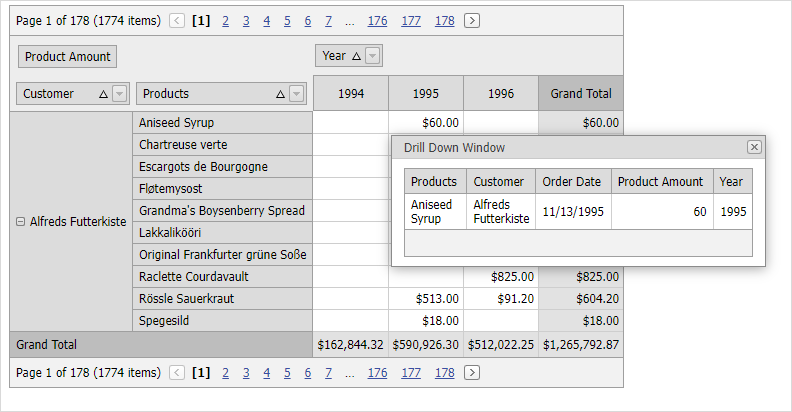 Page 1 of 178 (1774 items) [1] 2 3 4 5 6 7 ... 176 177 178
Product Amount Year
Customer Products 1994 1995 1996 Grand Total
Alfreds Futterkiste
Aniseed Syrup $60.00 $60.00
Chartreuse verte
Escargots de Bourgogne
Fløtemysost
Grandma's Boysenberry Spread
Lakkalikööri
Original Frankfurter grüne Soße
Raclette Courdavault $825.00 $825.00
Rössle Sauerkraut $513.00 $91.20 $604.20
Spegesild $18.00 $18.00
Grand Total $162,844.32 $590,926.30 $512,022.25 $1,265,792.87
Drill Down Window
Products Customer Order Date Product Amount Year
Aniseed Alfreds 11/13/1995 60 1995
Syrup Futterkiste
Page 1 of 178 (1774 items) [1] 2 3 4 5 6 7 ... 176 177 178